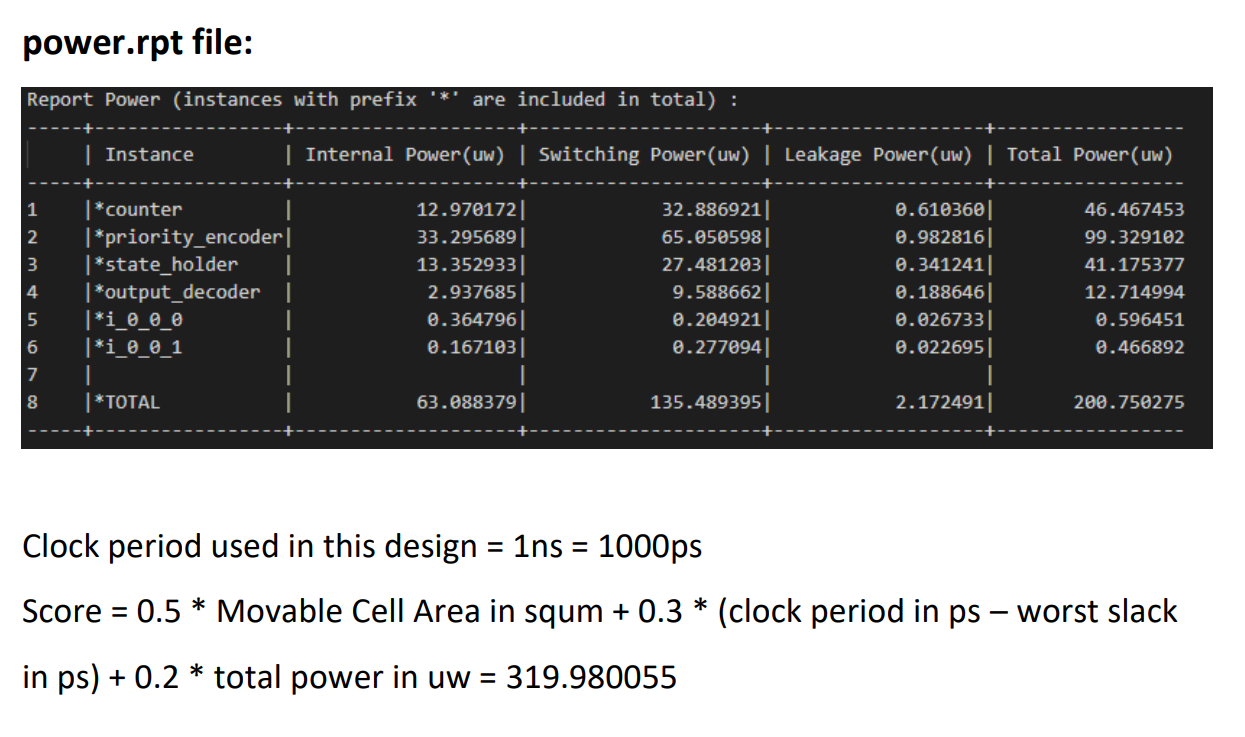 power.rpt file:
Report Power (instances with prefix '*' are included in total) :
-----+-----------------+--------------------+---------------------+-------------------+-----------------
     | Instance        | Internal Power(uw) | Switching Power(uw) | Leakage Power(uw) | Total Power(uw)
-----+-----------------+--------------------+---------------------+-------------------+-----------------
1    |*counter         |           12.970172|            32.886921|           0.610360|        46.467453
2    |*priority_encoder|           33.295689|            65.050598|           0.982816|        99.329102
3    |*state_holder    |           13.352933|            27.481203|           0.341241|        41.175377
4    |*output_decoder  |            2.937685|             9.588662|           0.188646|        12.714994
5    |*i_0_0_0         |            0.364796|             0.204921|           0.026733|         0.596451
6    |*i_0_0_1         |            0.167103|             0.277094|           0.022695|         0.466892
7    |                 |                    |                     |                   |
8    |*TOTAL           |           63.088379|           135.489395|           2.172491|       200.750275
-----+-----------------+--------------------+---------------------+-------------------+-----------------
Clock period used in this design = 1ns = 1000ps
Score = 0.5 * Movable Cell Area in squm + 0.3 * (clock period in ps – worst slack
in ps) + 0.2 * total power in uw = 319.980055